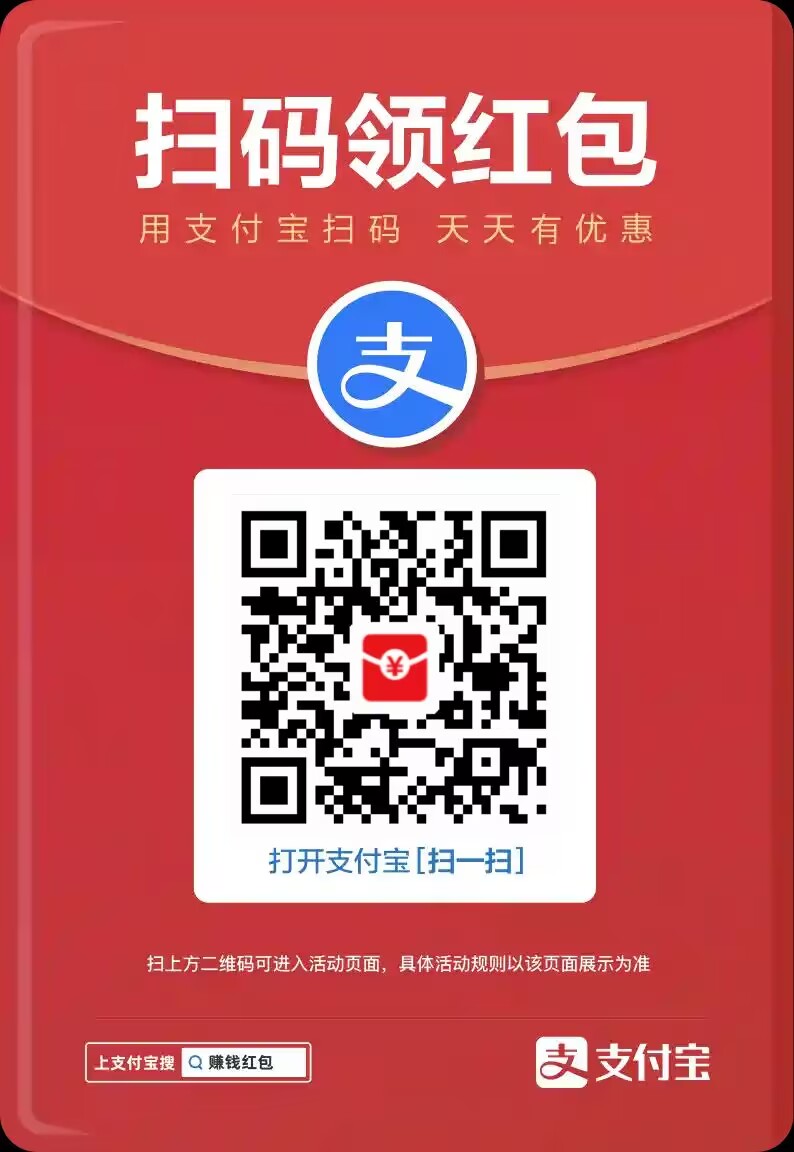 扫码领红包
用支付宝扫码 天天有优惠
支
¥
打开支付宝[扫一扫]
扫上方二维码可进入活动页面，具体活动规则以该页面展示为准
上支付宝搜 赚钱红包
支 支付宝